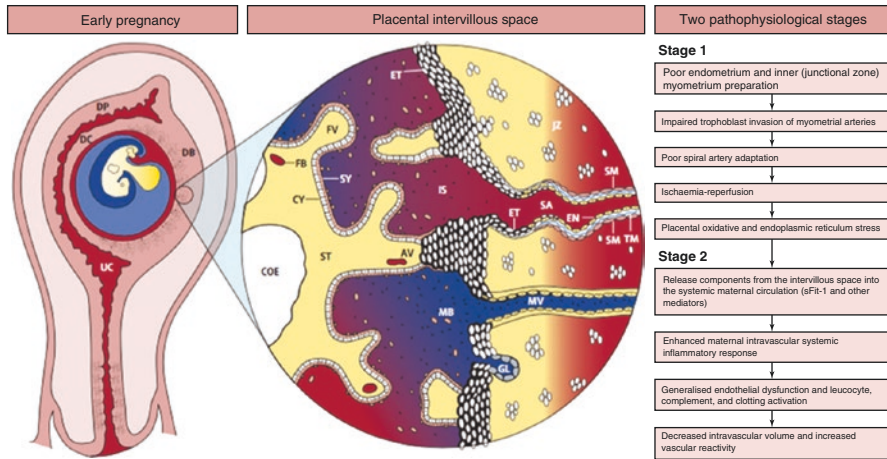 Early pregnancy
Placental intervillous space
Two pathophysiological stages
DP
DC
DB
UC
ET
FV
FB
SY
CY
IS
JZ
SM
SA
ET
EN
SM
TM
COE
ST
AV
MV
MB
GL
Stage 1
Poor endometrium and inner (junctional zone)
myometrium preparation
Impaired trophoblast invasion of myometrial arteries
Poor spiral artery adaptation
Ischaemia-reperfusion
Placental oxidative and endoplasmic reticulum stress
Stage 2
Release components from the intervillous space into
the systemic maternal circulation (sFit-1 and other
mediators)
Enhanced maternal intravascular systemic
inflammatory response
Generalised endothelial dysfunction and leucocyte,
complement, and clotting activation
Decreased intravascular volume and increased
vascular reactivity